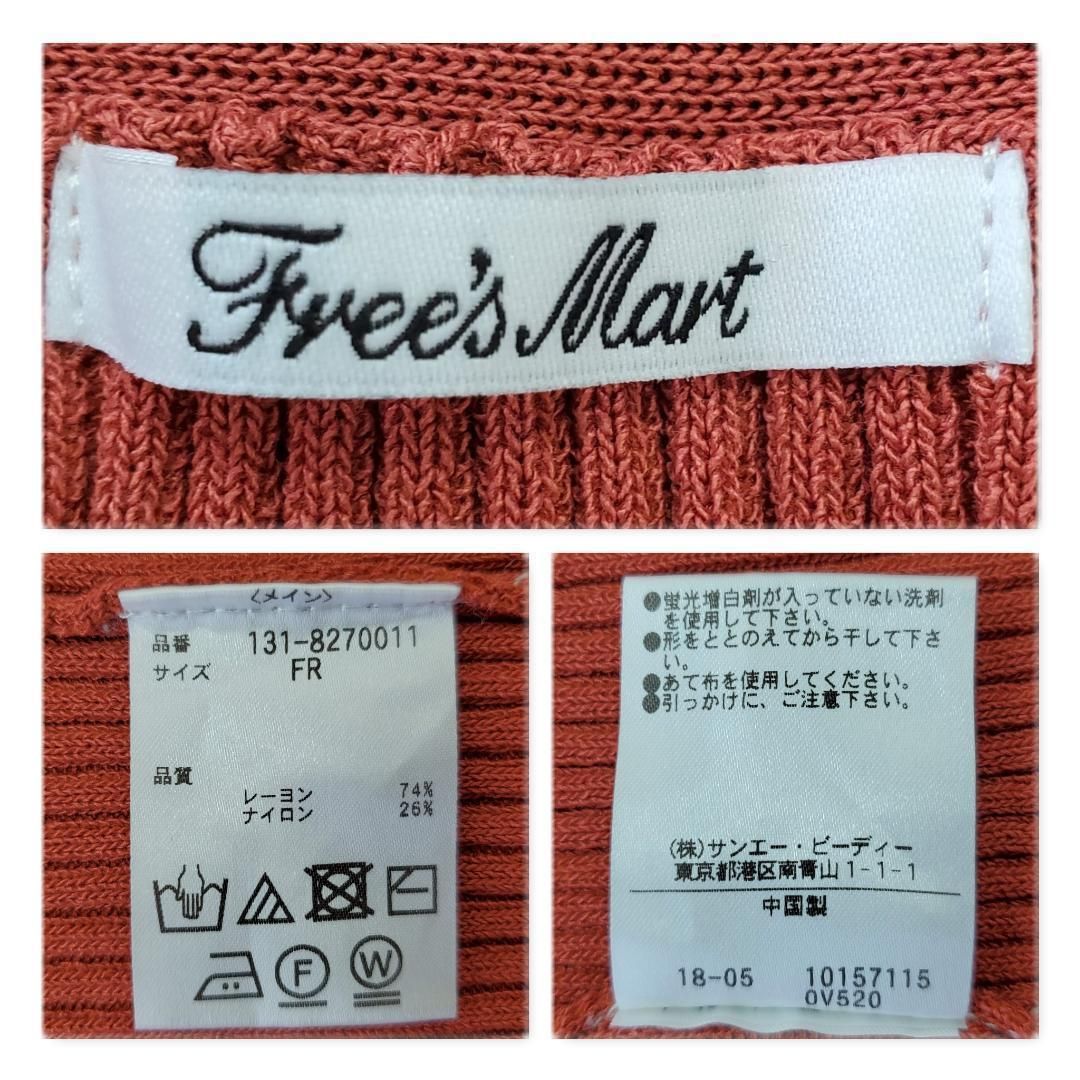 Free's Mart
〈メイン〉
品番 131-8270011
サイズ FR
品質
レーヨン 74%
ナイロン 26%
F W
●蛍光増白剤が入っていない洗剤
を使用して下さい。
●形をととのえてから干して下さ
い。
●あて布を使用してください。
●引っかけに、ご注意下さい。
(株)サンエー・ビーディー
東京都港区南青山1-1-1
中国製
18-05 10157115
0V520